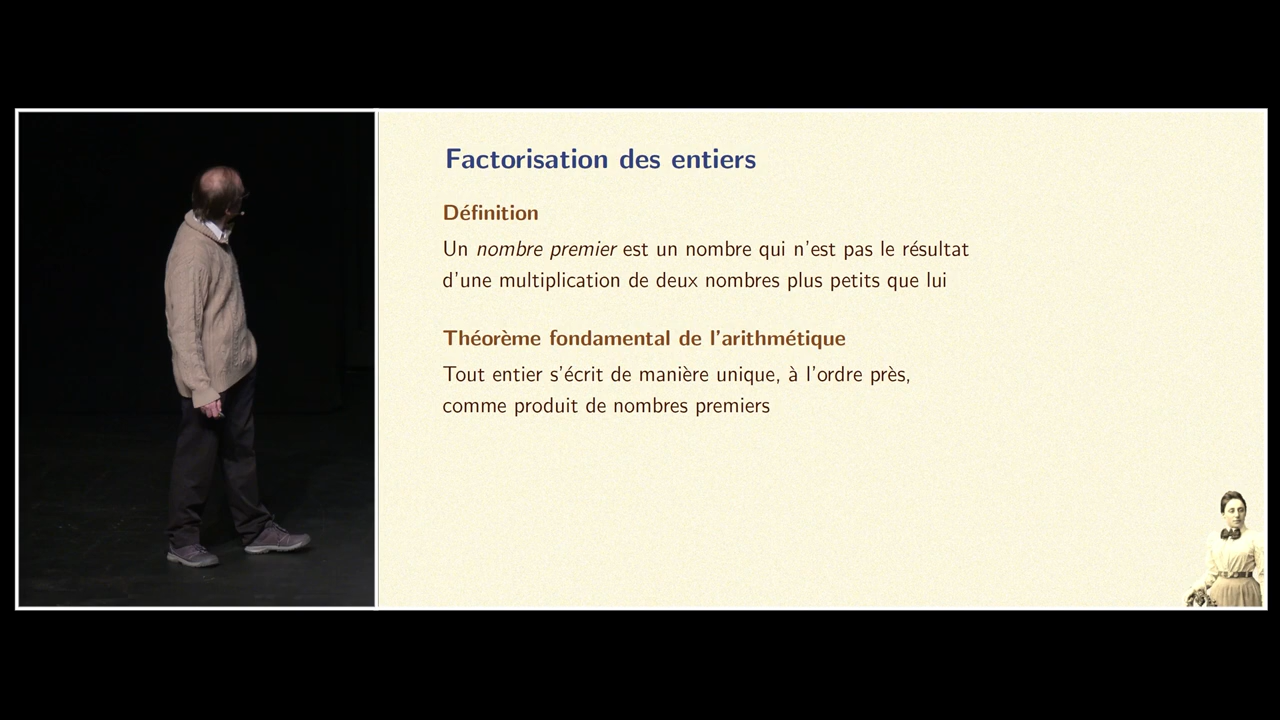 Factorisation des entiers
Définition
Un nombre premier est un nombre qui n'est pas le résultat
d'une multiplication de deux nombres plus petits que lui
Théorème fondamental de l'arithmétique
Tout entier s'écrit de manière unique, à l'ordre près,
comme produit de nombres premiers